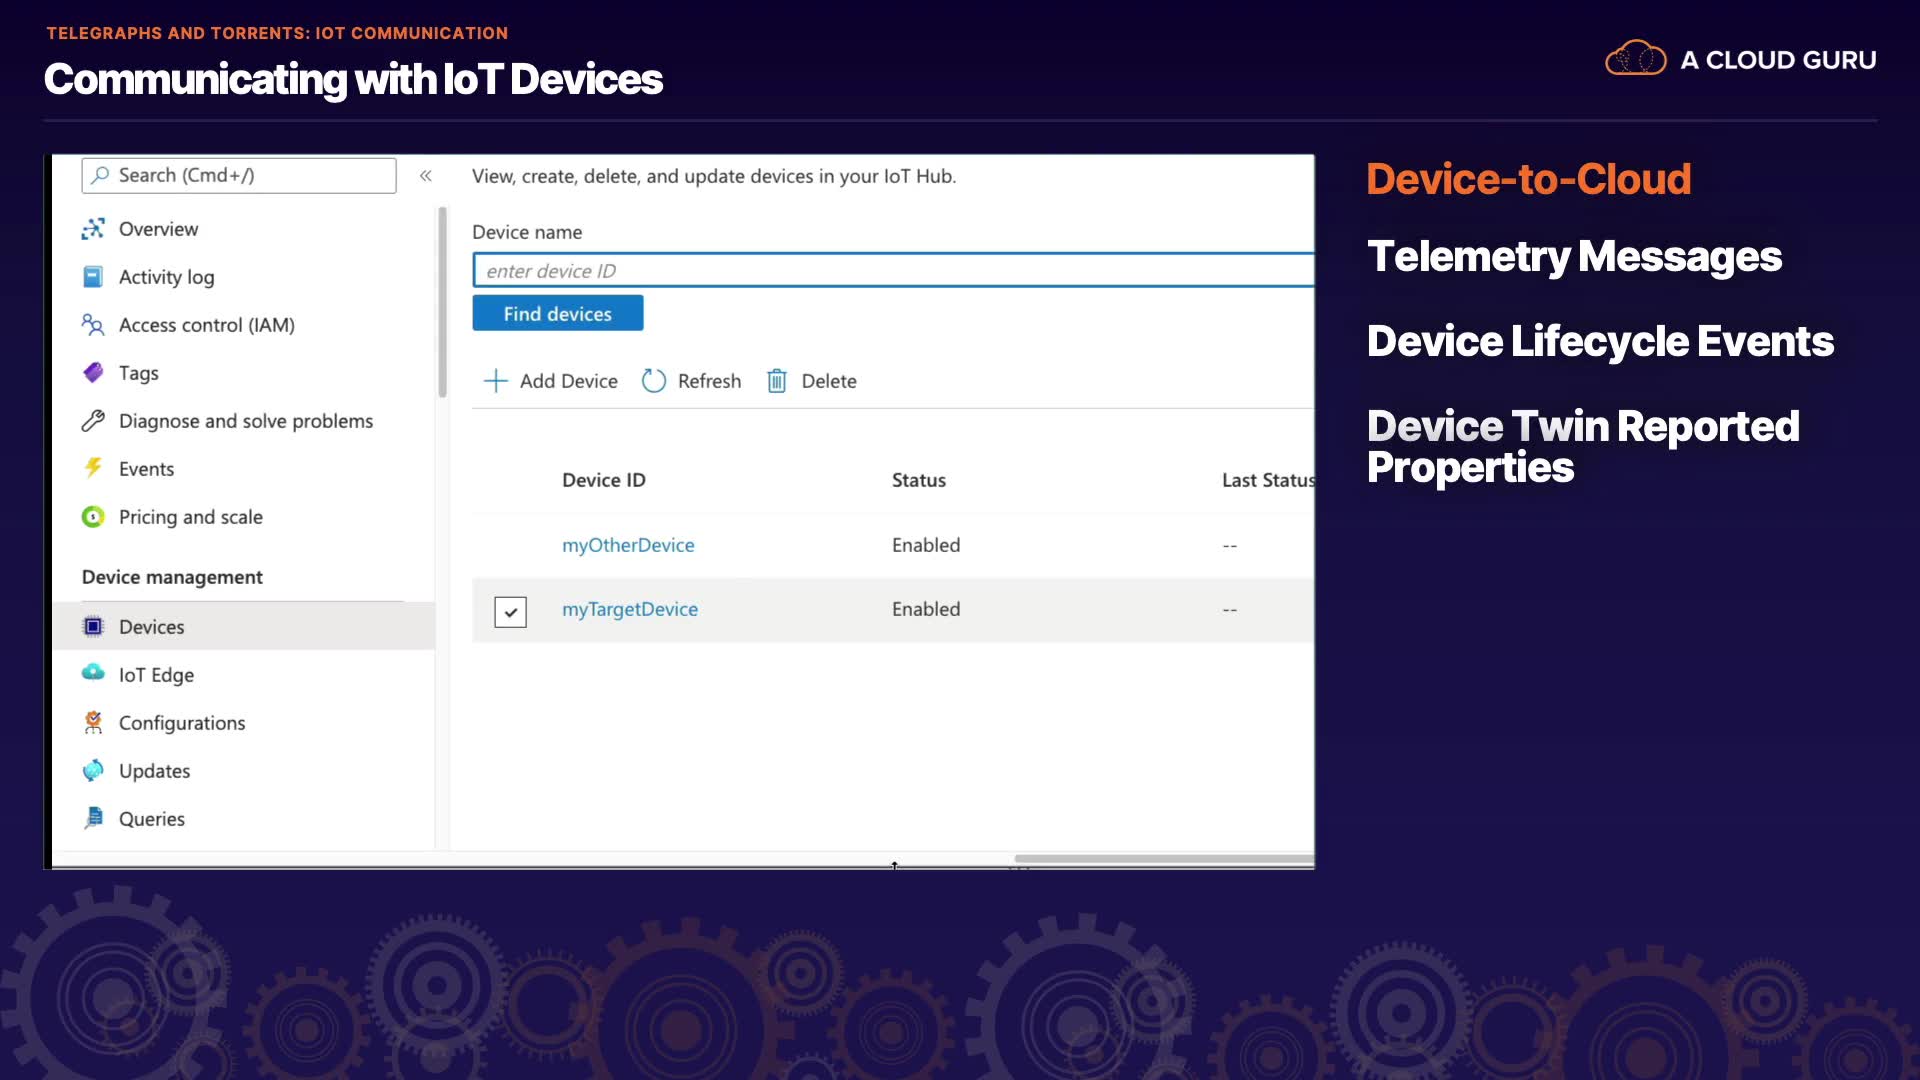 TELEGRAPHS AND TORRENTS: IOT COMMUNICATION
Communicating with IoT Devices
A CLOUD GURU
Search (Cmd+/)
«
Overview
Activity log
Access control (IAM)
Tags
Diagnose and solve problems
Events
Pricing and scale
Device management
Devices
IoT Edge
Configurations
Updates
Queries
View, create, delete, and update devices in your IoT Hub.
Device name
enter device ID
Find devices
Add Device Refresh Delete
Device ID Status Last Status
myOtherDevice Enabled --
myTargetDevice Enabled --
Device-to-Cloud
Telemetry Messages
Device Lifecycle Events
Device Twin Reported
Properties